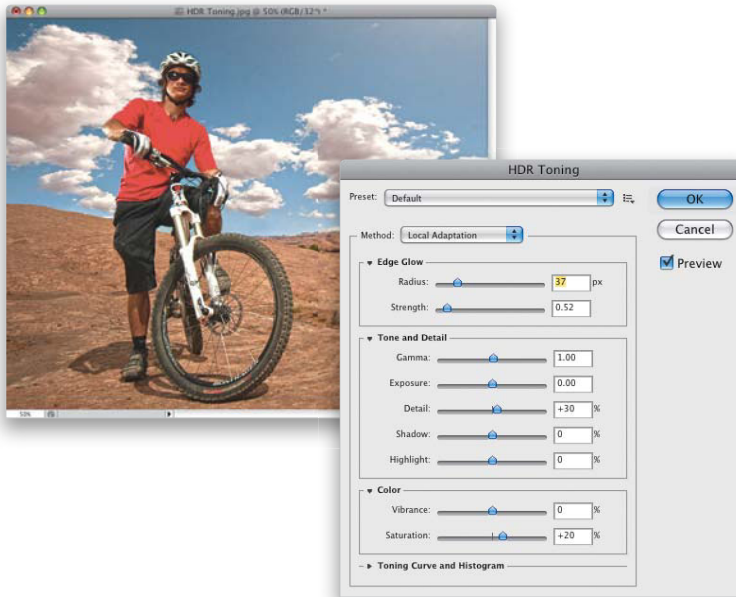 HDR Toning.jpg @ 50% (RGB/32*) *
50%
HDR Toning
Preset: Default
OK
Cancel
Preview
Method: Local Adaptation
Edge Glow
Radius: 37 px
Strength: 0.52
Tone and Detail
Gamma: 1.00
Exposure: 0.00
Detail: +30 %
Shadow: 0 %
Highlight: 0 %
Color
Vibrance: 0 %
Saturation: +20 %
Toning Curve and Histogram